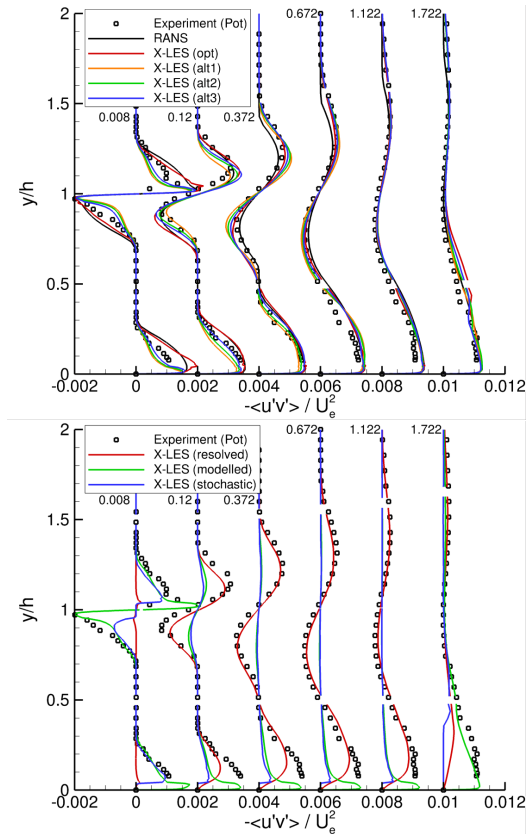 0.672 1.122 1.722
Experiment (Pot)
RANS
X-LES (opt)
X-LES (alt1)
X-LES (alt2)
X-LES (alt3)
0.008 0.12 0.372
2
1.5
1
0.5
0
y/h
-0.002 0 0.002 0.004 0.006 0.008 0.01 0.012
-<u'v'> / U²ₑ
0.672 1.122 1.722
Experiment (Pot)
X-LES (resolved)
X-LES (modelled)
X-LES (stochastic)
0.008 0.12 0.372
2
1.5
1
0.5
0
y/h
-0.002 0 0.002 0.004 0.006 0.008 0.01 0.012
-<u'v'> / U²ₑ